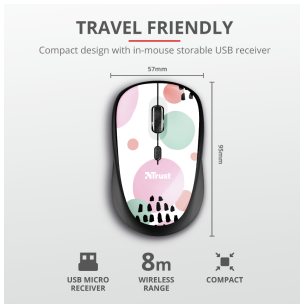 TRAVEL FRIENDLY
Compact design with in-mouse storable USB receiver
57mm
95mm
Trust
USB MICRO
RECEIVER
8m
WIRELESS
RANGE
COMPACT